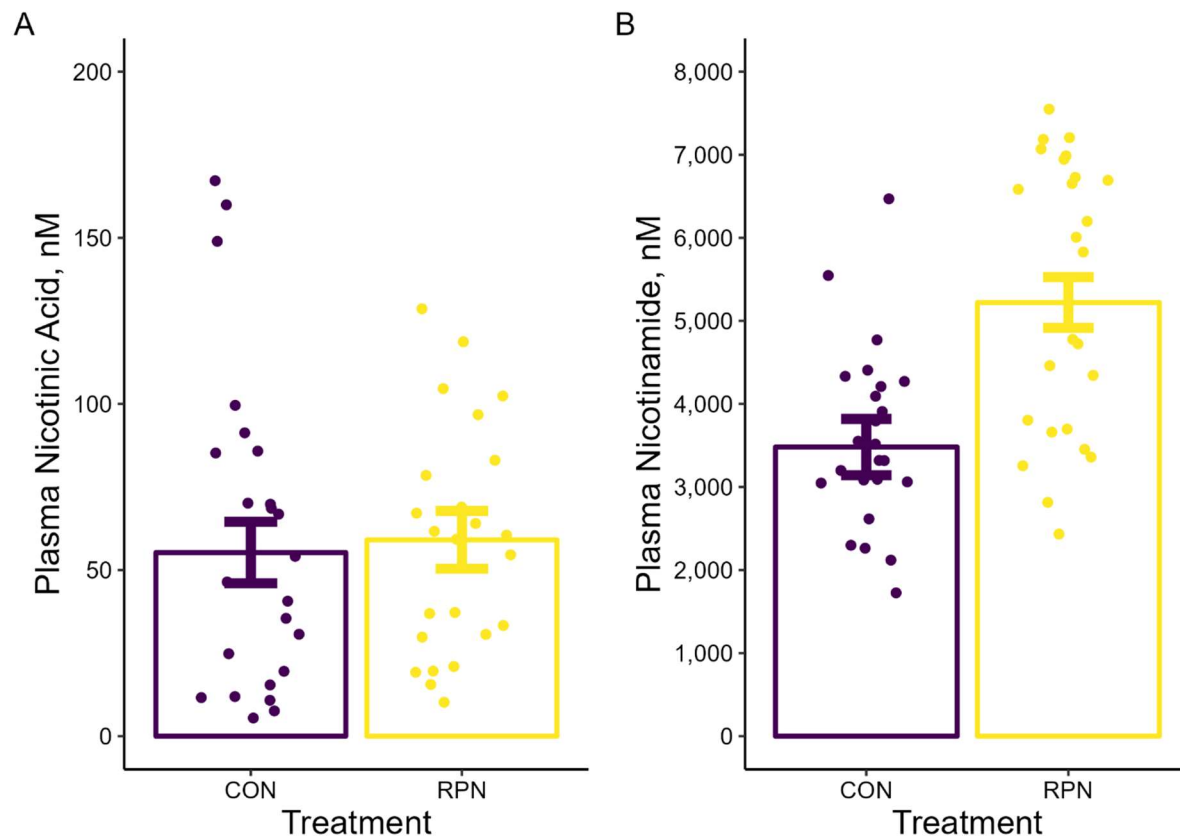 A
Plasma Nicotinic Acid, nM
200
150
100
50
0
CON
RPN
Treatment
B
Plasma Nicotinamide, nM
8,000
7,000
6,000
5,000
4,000
3,000
2,000
1,000
0
CON
RPN
Treatment